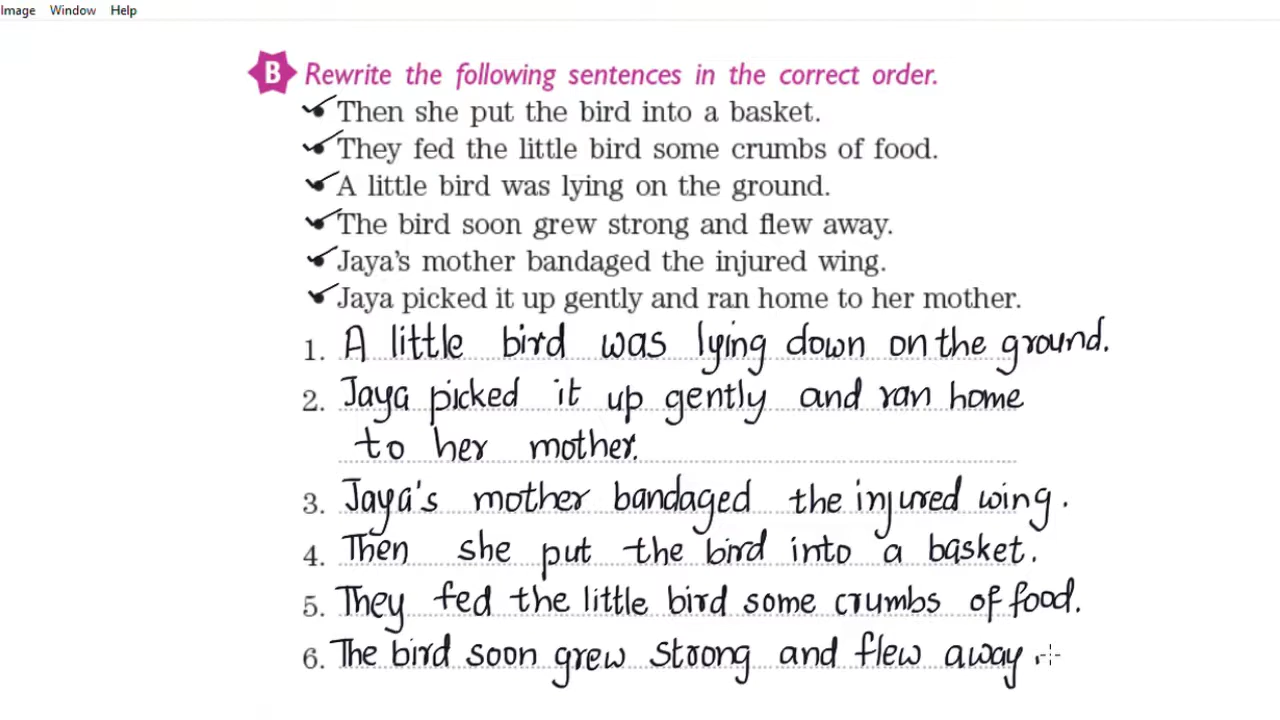 Image Window Help
B Rewrite the following sentences in the correct order.
Then she put the bird into a basket.
They fed the little bird some crumbs of food.
A little bird was lying on the ground.
The bird soon grew strong and flew away.
Jaya's mother bandaged the injured wing.
Jaya picked it up gently and ran home to her mother.
1. A little bird was lying down on the ground.
2. Jaya picked it up gently and ran home
to her mother.
3. Jaya's mother bandaged the injured wing.
4. Then she put the bird into a basket.
5. They fed the little bird some crumbs of food.
6. The bird soon grew strong and flew away.